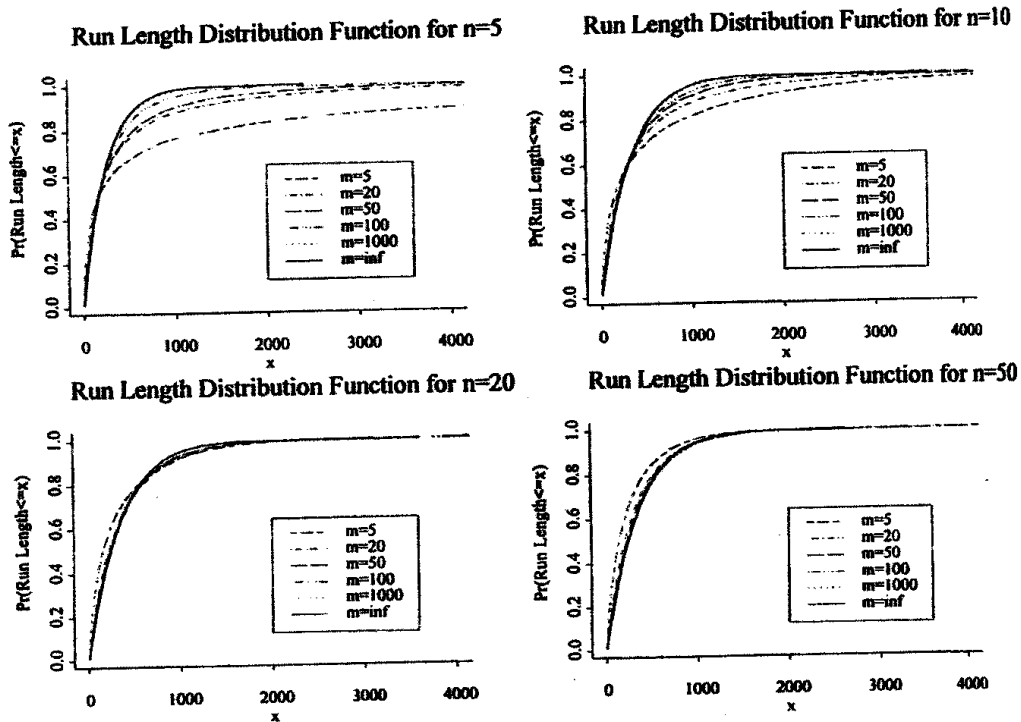 Run Length Distribution Function for n=5
Pr(Run Length<=x)
1.0
0.8
0.6
0.4
0.2
0.0
m=5
m=20
m=50
m=100
m=1000
m=inf
0 1000 2000 3000 4000
x
Run Length Distribution Function for n=10
Pr(Run Length<=x)
1.0
0.8
0.6
0.4
0.2
0.0
m=5
m=20
m=50
m=100
m=1000
m=inf
0 1000 2000 3000 4000
x
Run Length Distribution Function for n=20
Pr(Run Length<=x)
1.0
0.8
0.6
0.4
0.2
0.0
m=5
m=20
m=50
m=100
m=1000
m=inf
0 1000 2000 3000 4000
x
Run Length Distribution Function for n=50
Pr(Run Length<=x)
1.0
0.8
0.6
0.4
0.2
0.0
m=5
m=20
m=50
m=100
m=1000
m=inf
0 1000 2000 3000 4000
x